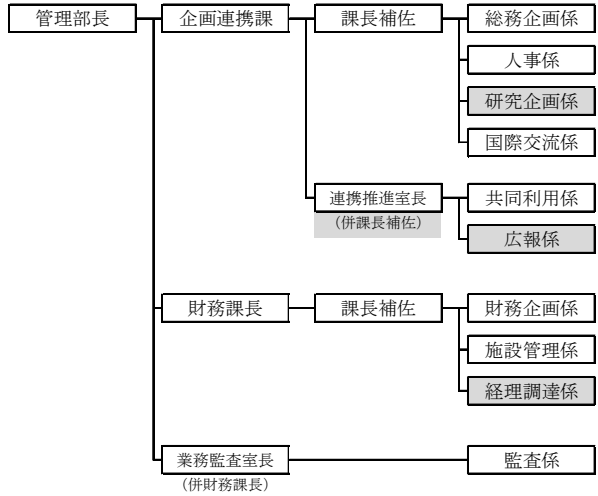 管理部長
企画連携課
課長補佐
総務企画係
人事係
研究企画係
国際交流係
連携推進室長
（併課長補佐）
共同利用係
広報係
財務課長
課長補佐
財務企画係
施設管理係
経理調達係
業務監査室長
（併財務課長）
監査係